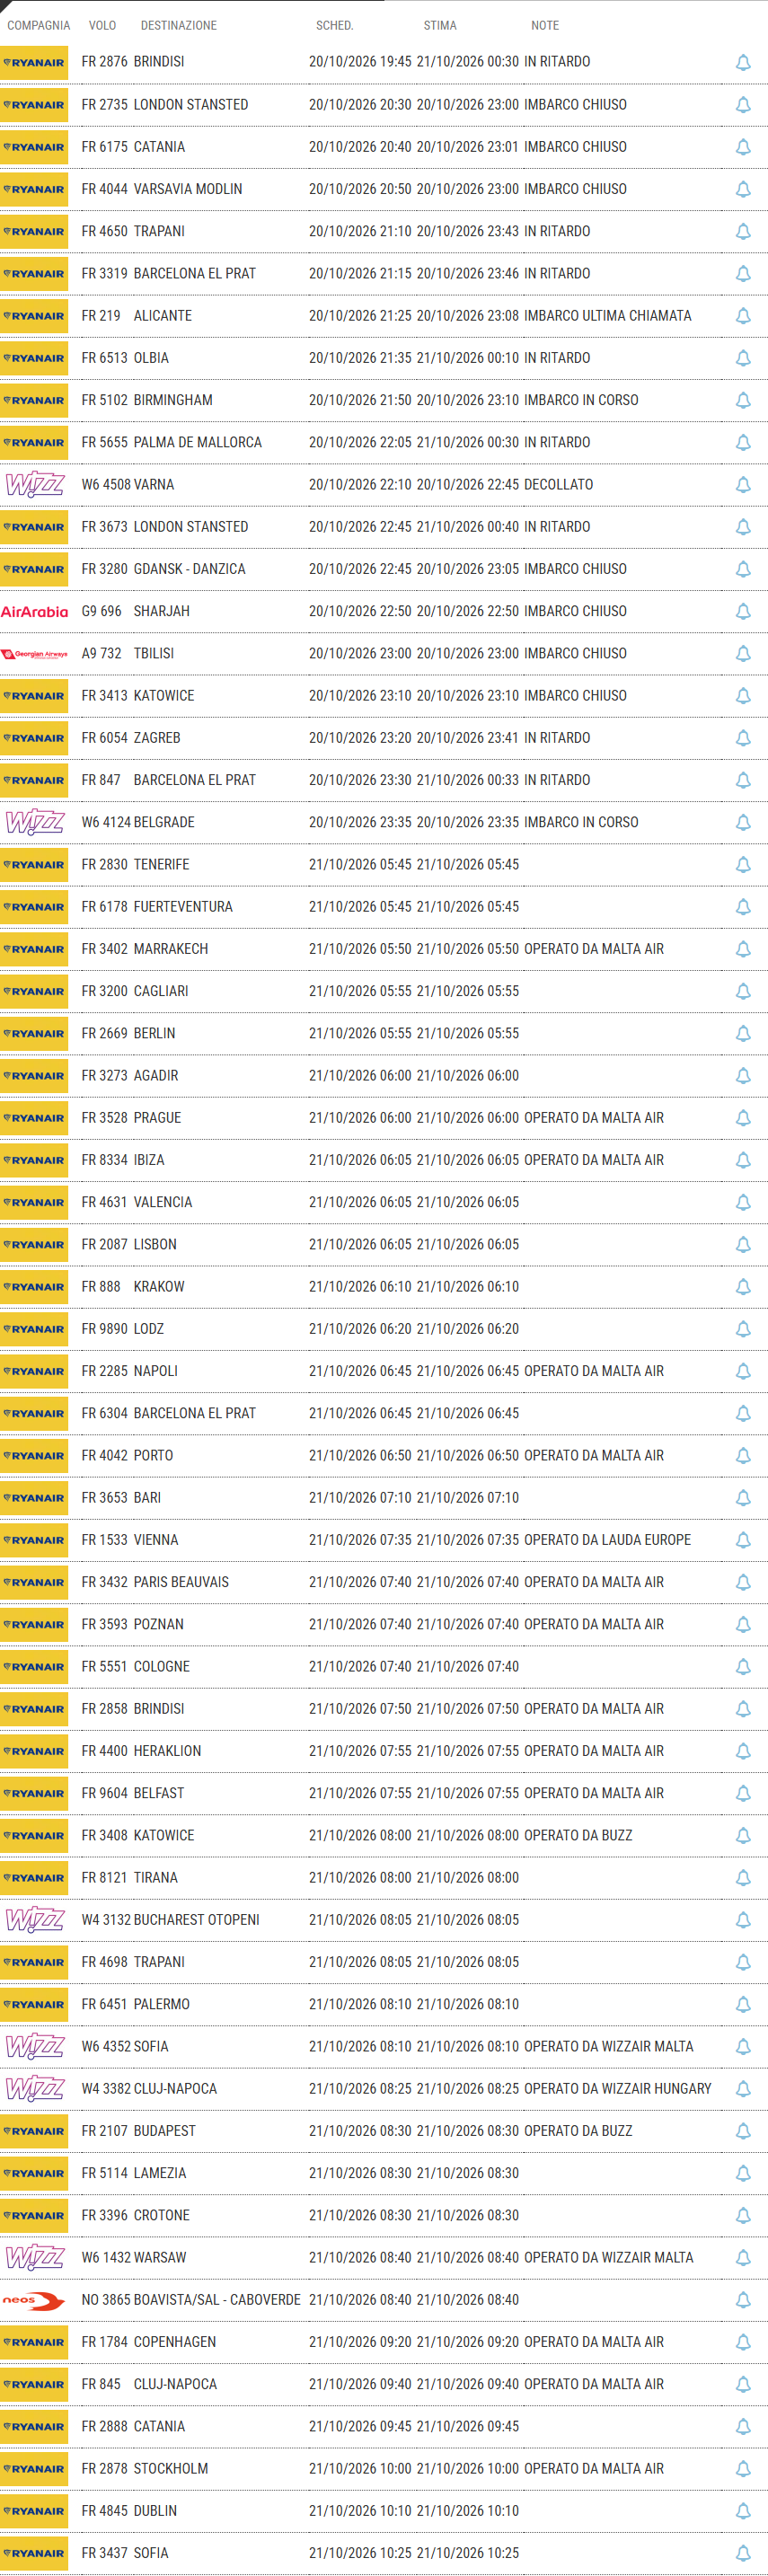 COMPAGNIA VOLO DESTINAZIONE SCHED. STIMA NOTE
RYANAIR FR 2876 BRINDISI 20/10/2026 19:45 21/10/2026 00:30 IN RITARDO
RYANAIR FR 2735 LONDON STANSTED 20/10/2026 20:30 20/10/2026 23:00 IMBARCO CHIUSO
RYANAIR FR 6175 CATANIA 20/10/2026 20:40 20/10/2026 23:01 IMBARCO CHIUSO
RYANAIR FR 4044 VARSAVIA MODLIN 20/10/2026 20:50 20/10/2026 23:00 IMBARCO CHIUSO
RYANAIR FR 4650 TRAPANI 20/10/2026 21:10 20/10/2026 23:43 IN RITARDO
RYANAIR FR 3319 BARCELONA EL PRAT 20/10/2026 21:15 20/10/2026 23:46 IN RITARDO
RYANAIR FR 219 ALICANTE 20/10/2026 21:25 20/10/2026 23:08 IMBARCO ULTIMA CHIAMATA
RYANAIR FR 6513 OLBIA 20/10/2026 21:35 21/10/2026 00:10 IN RITARDO
RYANAIR FR 5102 BIRMINGHAM 20/10/2026 21:50 20/10/2026 23:10 IMBARCO IN CORSO
RYANAIR FR 5655 PALMA DE MALLORCA 20/10/2026 22:05 21/10/2026 00:30 IN RITARDO
WIZZ W6 4508 VARNA 20/10/2026 22:10 20/10/2026 22:45 DECOLLATO
RYANAIR FR 3673 LONDON STANSTED 20/10/2026 22:45 21/10/2026 00:40 IN RITARDO
RYANAIR FR 3280 GDANSK - DANZICA 20/10/2026 22:45 20/10/2026 23:05 IMBARCO CHIUSO
AirArabia G9 696 SHARJAH 20/10/2026 22:50 20/10/2026 22:50 IMBARCO CHIUSO
Georgian Airways A9 732 TBILISI 20/10/2026 23:00 20/10/2026 23:00 IMBARCO CHIUSO
RYANAIR FR 3413 KATOWICE 20/10/2026 23:10 20/10/2026 23:10 IMBARCO CHIUSO
RYANAIR FR 6054 ZAGREB 20/10/2026 23:20 20/10/2026 23:41 IN RITARDO
RYANAIR FR 847 BARCELONA EL PRAT 20/10/2026 23:30 21/10/2026 00:33 IN RITARDO
WIZZ W6 4124 BELGRADE 20/10/2026 23:35 20/10/2026 23:35 IMBARCO IN CORSO
RYANAIR FR 2830 TENERIFE 21/10/2026 05:45 21/10/2026 05:45
RYANAIR FR 6178 FUERTEVENTURA 21/10/2026 05:45 21/10/2026 05:45
RYANAIR FR 3402 MARRAKECH 21/10/2026 05:50 21/10/2026 05:50 OPERATO DA MALTA AIR
RYANAIR FR 3200 CAGLIARI 21/10/2026 05:55 21/10/2026 05:55
RYANAIR FR 2669 BERLIN 21/10/2026 05:55 21/10/2026 05:55
RYANAIR FR 3273 AGADIR 21/10/2026 06:00 21/10/2026 06:00
RYANAIR FR 3528 PRAGUE 21/10/2026 06:00 21/10/2026 06:00 OPERATO DA MALTA AIR
RYANAIR FR 8334 IBIZA 21/10/2026 06:05 21/10/2026 06:05 OPERATO DA MALTA AIR
RYANAIR FR 4631 VALENCIA 21/10/2026 06:05 21/10/2026 06:05
RYANAIR FR 2087 LISBON 21/10/2026 06:05 21/10/2026 06:05
RYANAIR FR 888 KRAKOW 21/10/2026 06:10 21/10/2026 06:10
RYANAIR FR 9890 LODZ 21/10/2026 06:20 21/10/2026 06:20
RYANAIR FR 2285 NAPOLI 21/10/2026 06:45 21/10/2026 06:45 OPERATO DA MALTA AIR
RYANAIR FR 6304 BARCELONA EL PRAT 21/10/2026 06:45 21/10/2026 06:45
RYANAIR FR 4042 PORTO 21/10/2026 06:50 21/10/2026 06:50 OPERATO DA MALTA AIR
RYANAIR FR 3653 BARI 21/10/2026 07:10 21/10/2026 07:10
RYANAIR FR 1533 VIENNA 21/10/2026 07:35 21/10/2026 07:35 OPERATO DA LAUDA EUROPE
RYANAIR FR 3432 PARIS BEAUVAIS 21/10/2026 07:40 21/10/2026 07:40 OPERATO DA MALTA AIR
RYANAIR FR 3593 POZNAN 21/10/2026 07:40 21/10/2026 07:40 OPERATO DA MALTA AIR
RYANAIR FR 5551 COLOGNE 21/10/2026 07:40 21/10/2026 07:40
RYANAIR FR 2858 BRINDISI 21/10/2026 07:50 21/10/2026 07:50 OPERATO DA MALTA AIR
RYANAIR FR 4400 HERAKLION 21/10/2026 07:55 21/10/2026 07:55 OPERATO DA MALTA AIR
RYANAIR FR 9604 BELFAST 21/10/2026 07:55 21/10/2026 07:55 OPERATO DA MALTA AIR
RYANAIR FR 3408 KATOWICE 21/10/2026 08:00 21/10/2026 08:00 OPERATO DA BUZZ
RYANAIR FR 8121 TIRANA 21/10/2026 08:00 21/10/2026 08:00
WIZZ W4 3132 BUCHAREST OTOPENI 21/10/2026 08:05 21/10/2026 08:05
RYANAIR FR 4698 TRAPANI 21/10/2026 08:05 21/10/2026 08:05
RYANAIR FR 6451 PALERMO 21/10/2026 08:10 21/10/2026 08:10
WIZZ W6 4352 SOFIA 21/10/2026 08:10 21/10/2026 08:10 OPERATO DA WIZZAIR MALTA
WIZZ W4 3382 CLUJ-NAPOCA 21/10/2026 08:25 21/10/2026 08:25 OPERATO DA WIZZAIR HUNGARY
RYANAIR FR 2107 BUDAPEST 21/10/2026 08:30 21/10/2026 08:30 OPERATO DA BUZZ
RYANAIR FR 5114 LAMEZIA 21/10/2026 08:30 21/10/2026 08:30
RYANAIR FR 3396 CROTONE 21/10/2026 08:30 21/10/2026 08:30
WIZZ W6 1432 WARSAW 21/10/2026 08:40 21/10/2026 08:40 OPERATO DA WIZZAIR MALTA
neos NO 3865 BOAVISTA/SAL - CABOVERDE 21/10/2026 08:40 21/10/2026 08:40
RYANAIR FR 1784 COPENHAGEN 21/10/2026 09:20 21/10/2026 09:20 OPERATO DA MALTA AIR
RYANAIR FR 845 CLUJ-NAPOCA 21/10/2026 09:40 21/10/2026 09:40 OPERATO DA MALTA AIR
RYANAIR FR 2888 CATANIA 21/10/2026 09:45 21/10/2026 09:45
RYANAIR FR 2878 STOCKHOLM 21/10/2026 10:00 21/10/2026 10:00 OPERATO DA MALTA AIR
RYANAIR FR 4845 DUBLIN 21/10/2026 10:10 21/10/2026 10:10
RYANAIR FR 3437 SOFIA 21/10/2026 10:25 21/10/2026 10:25